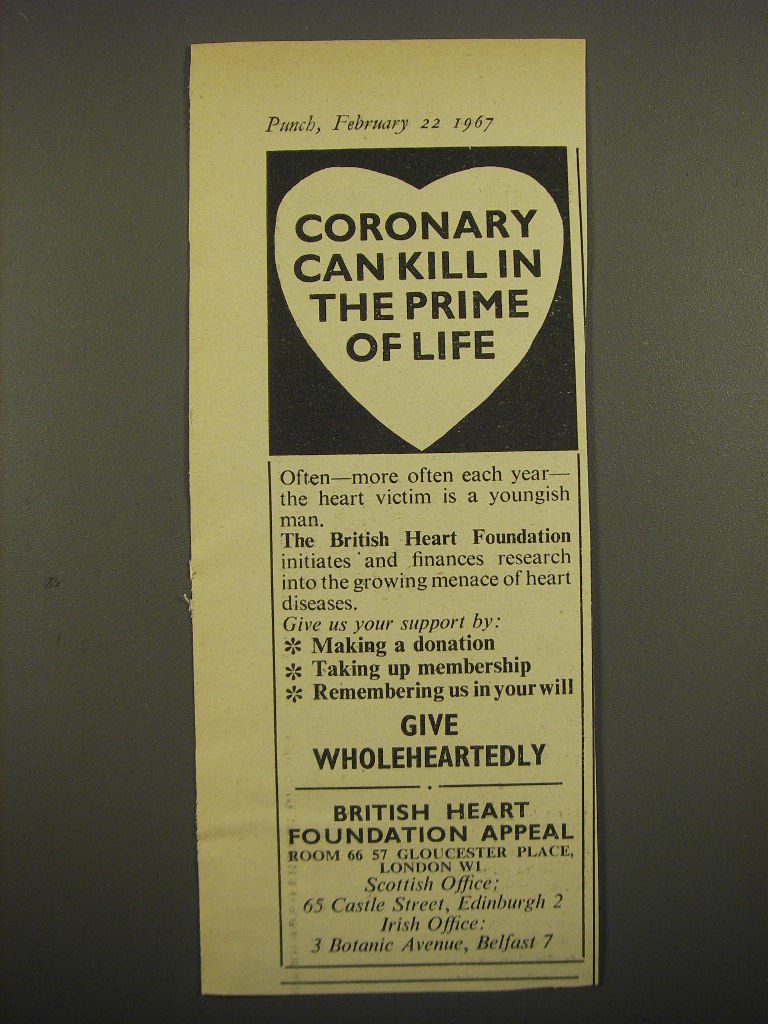 Punch, February 22 1967
CORONARY
CAN KILL IN
THE PRIME
OF LIFE
Often—more often each year—
the heart victim is a youngish
man.
The British Heart Foundation
initiates and finances research
into the growing menace of heart
diseases.
Give us your support by:
* Making a donation
* Taking up membership
* Remembering us in your will
GIVE
WHOLEHEARTEDLY
BRITISH HEART
FOUNDATION APPEAL
ROOM 66 57 GLOUCESTER PLACE,
LONDON W1
Scottish Office;
65 Castle Street, Edinburgh 2
Irish Office:
3 Botanic Avenue, Belfast 7